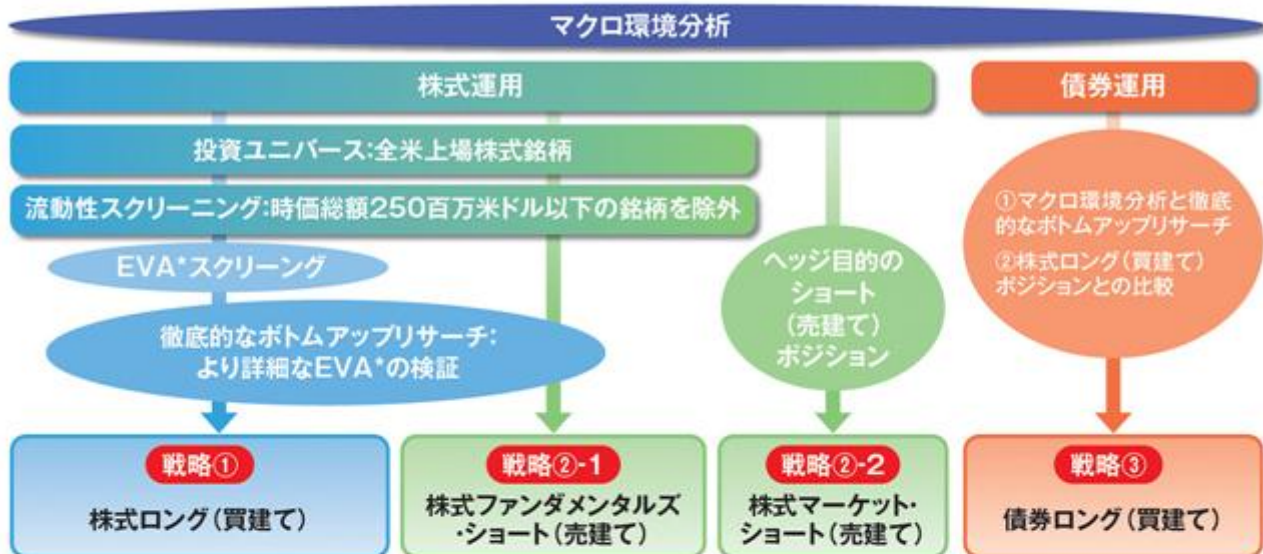 マクロ環境分析
株式運用
債券運用
投資ユニバース:全米上場株式銘柄
流動性スクリーニング:時価総額250百万米ドル以下の銘柄を除外
EVA*スクリーング
徹底的なボトムアップリサーチ:
より詳細なEVA*の検証
ヘッジ目的の
ショート
(売建て)
ポジション
①マクロ環境分析と徹底
的なボトムアップリサーチ
②株式ロング(買建て)
ポジションとの比較
戦略①
株式ロング(買建て)
戦略②-1
株式ファンダメンタルズ
・ショート(売建て)
戦略②-2
株式マーケット・
ショート(売建て)
戦略③
債券ロング(買建て)